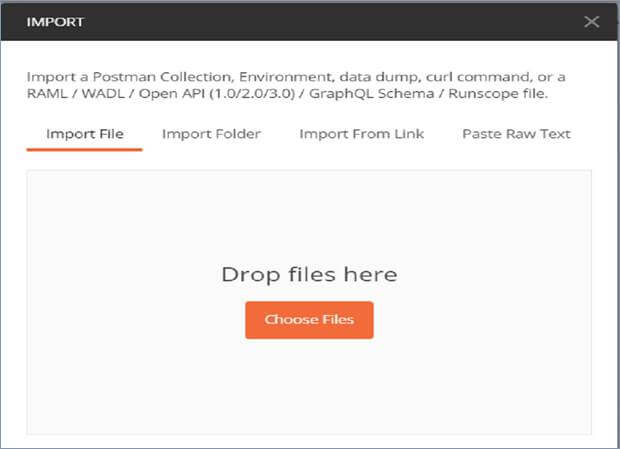 IMPORT
Import a Postman Collection, Environment, data dump, curl command, or a
RAML / WADL / Open API (1.0/2.0/3.0) / GraphQL Schema / Runscope file.
Import File Import Folder Import From Link Paste Raw Text
Drop files here
Choose Files